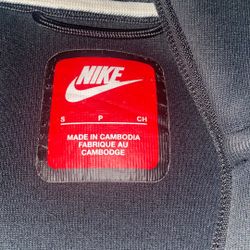 NIKE
S P CH
MADE IN CAMBODIA
FABRIQUE AU
CAMBODGE